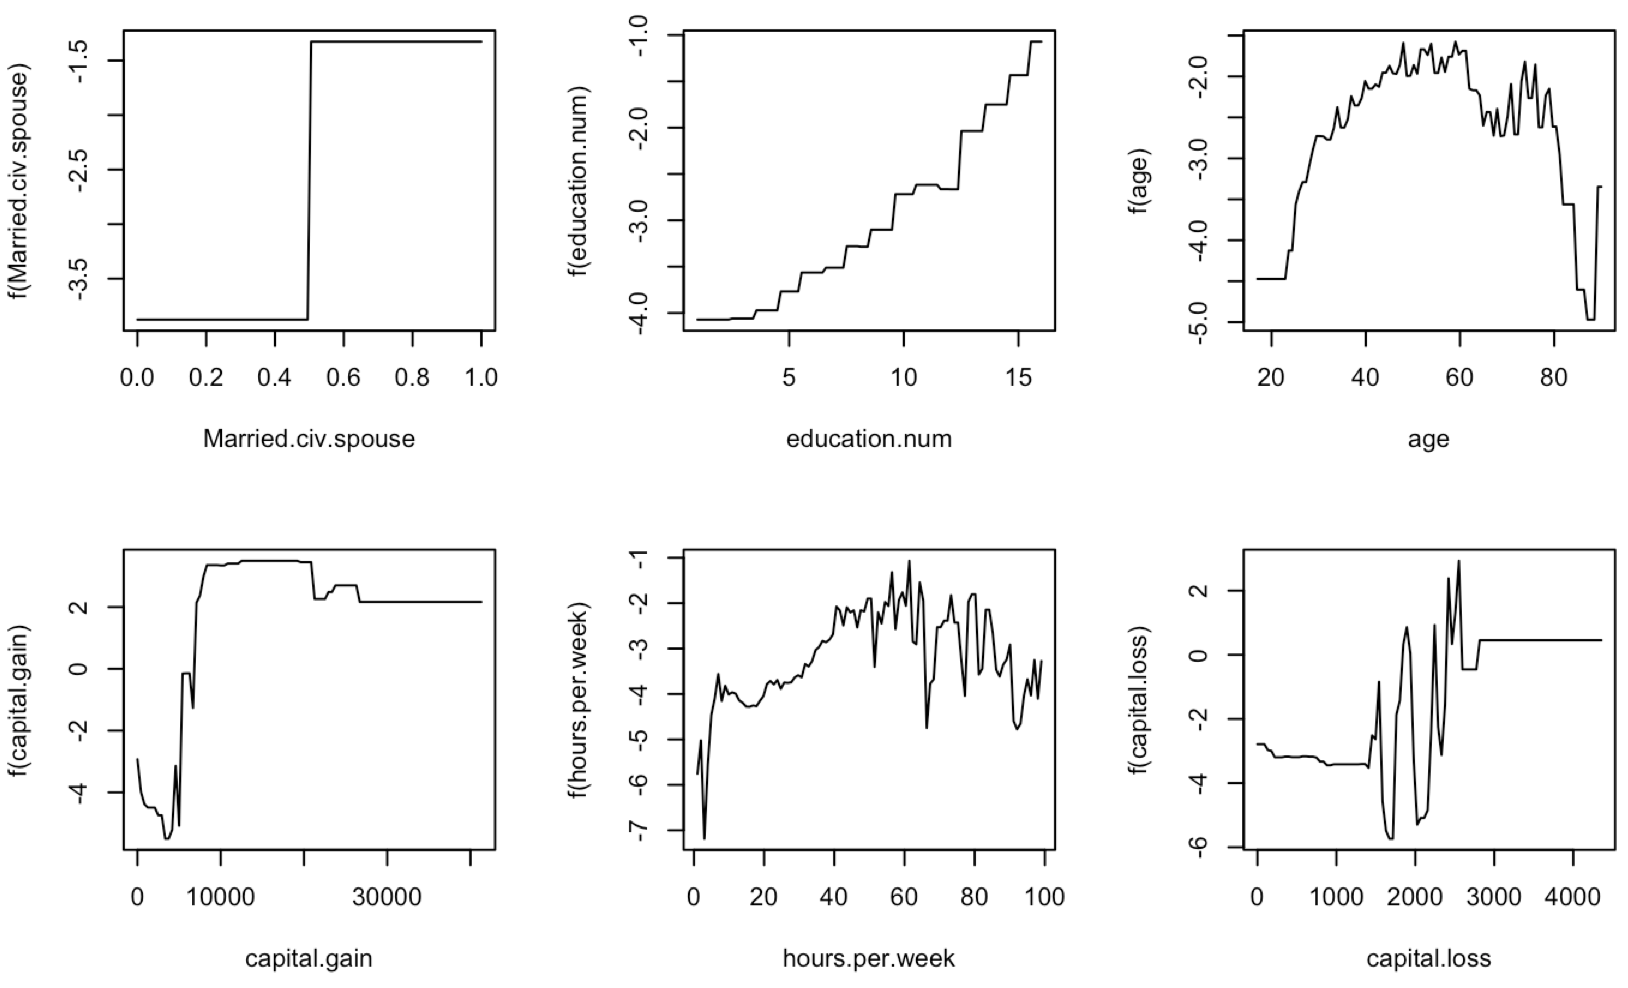 f(Married.civ.spouse)
-1.5
-2.5
-3.5
0.0 0.2 0.4 0.6 0.8 1.0
Married.civ.spouse
f(education.num)
-1.0
-2.0
-3.0
-4.0
5 10 15
education.num
f(age)
-2.0
-3.0
-4.0
-5.0
20 40 60 80
age
f(capital.gain)
2
0
-2
-4
0 10000 30000
capital.gain
f(hours.per.week)
-1
-2
-3
-4
-5
-6
-7
0 20 40 60 80 100
hours.per.week
f(capital.loss)
2
0
-2
-4
-6
0 1000 2000 3000 4000
capital.loss